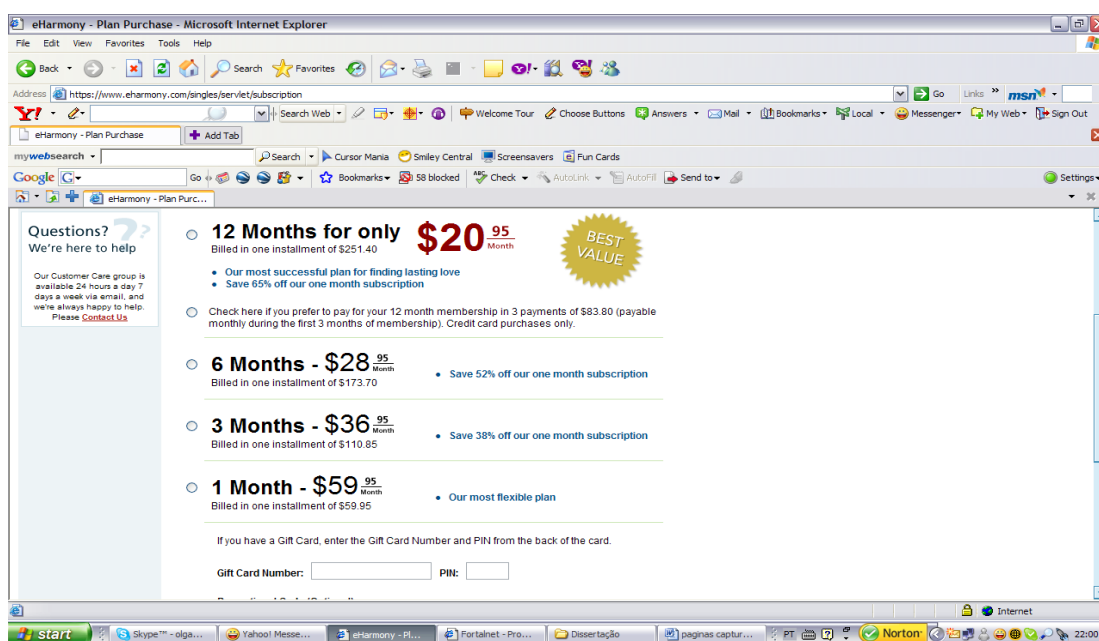 eHarmony - Plan Purchase - Microsoft Internet Explorer
File Edit View Favorites Tools Help
Back Search Favorites
Address https://www.eharmony.com/singles/servlet/subscription Go Links » msn
Y! Search Web Welcome Tour Choose Buttons Answers Mail Bookmarks Local Messenger My Web Sign Out
eHarmony - Plan Purchase Add Tab
mywebsearch Search Cursor Mania Smiley Central Screensavers Fun Cards
Google G Go Bookmarks 58 blocked ABC Check AutoLink AutoFill Send to Settings
eHarmony - Plan Purc...
Questions? ? ?
We're here to help
Our Customer Care group is
available 24 hours a day 7
days a week via email, and
we're always happy to help.
Please Contact Us
12 Months for only $20 95 Month
Billed in one installment of $251.40
BEST
VALUE
• Our most successful plan for finding lasting love
• Save 65% off our one month subscription
Check here if you prefer to pay for your 12 month membership in 3 payments of $83.80 (payable
monthly during the first 3 months of membership). Credit card purchases only.
6 Months - $28 95 Month
Billed in one installment of $173.70
• Save 52% off our one month subscription
3 Months - $36 95 Month
Billed in one installment of $110.85
• Save 38% off our one month subscription
1 Month - $59 95 Month
Billed in one installment of $59.95
• Our most flexible plan
If you have a Gift Card, enter the Gift Card Number and PIN from the back of the card.
Gift Card Number: PIN:
Internet
start Skype™ - olga... Yahoo! Messe... eHarmony - Pl... Fortalnet - Pro... Dissertação paginas captur... PT Norton 22:00